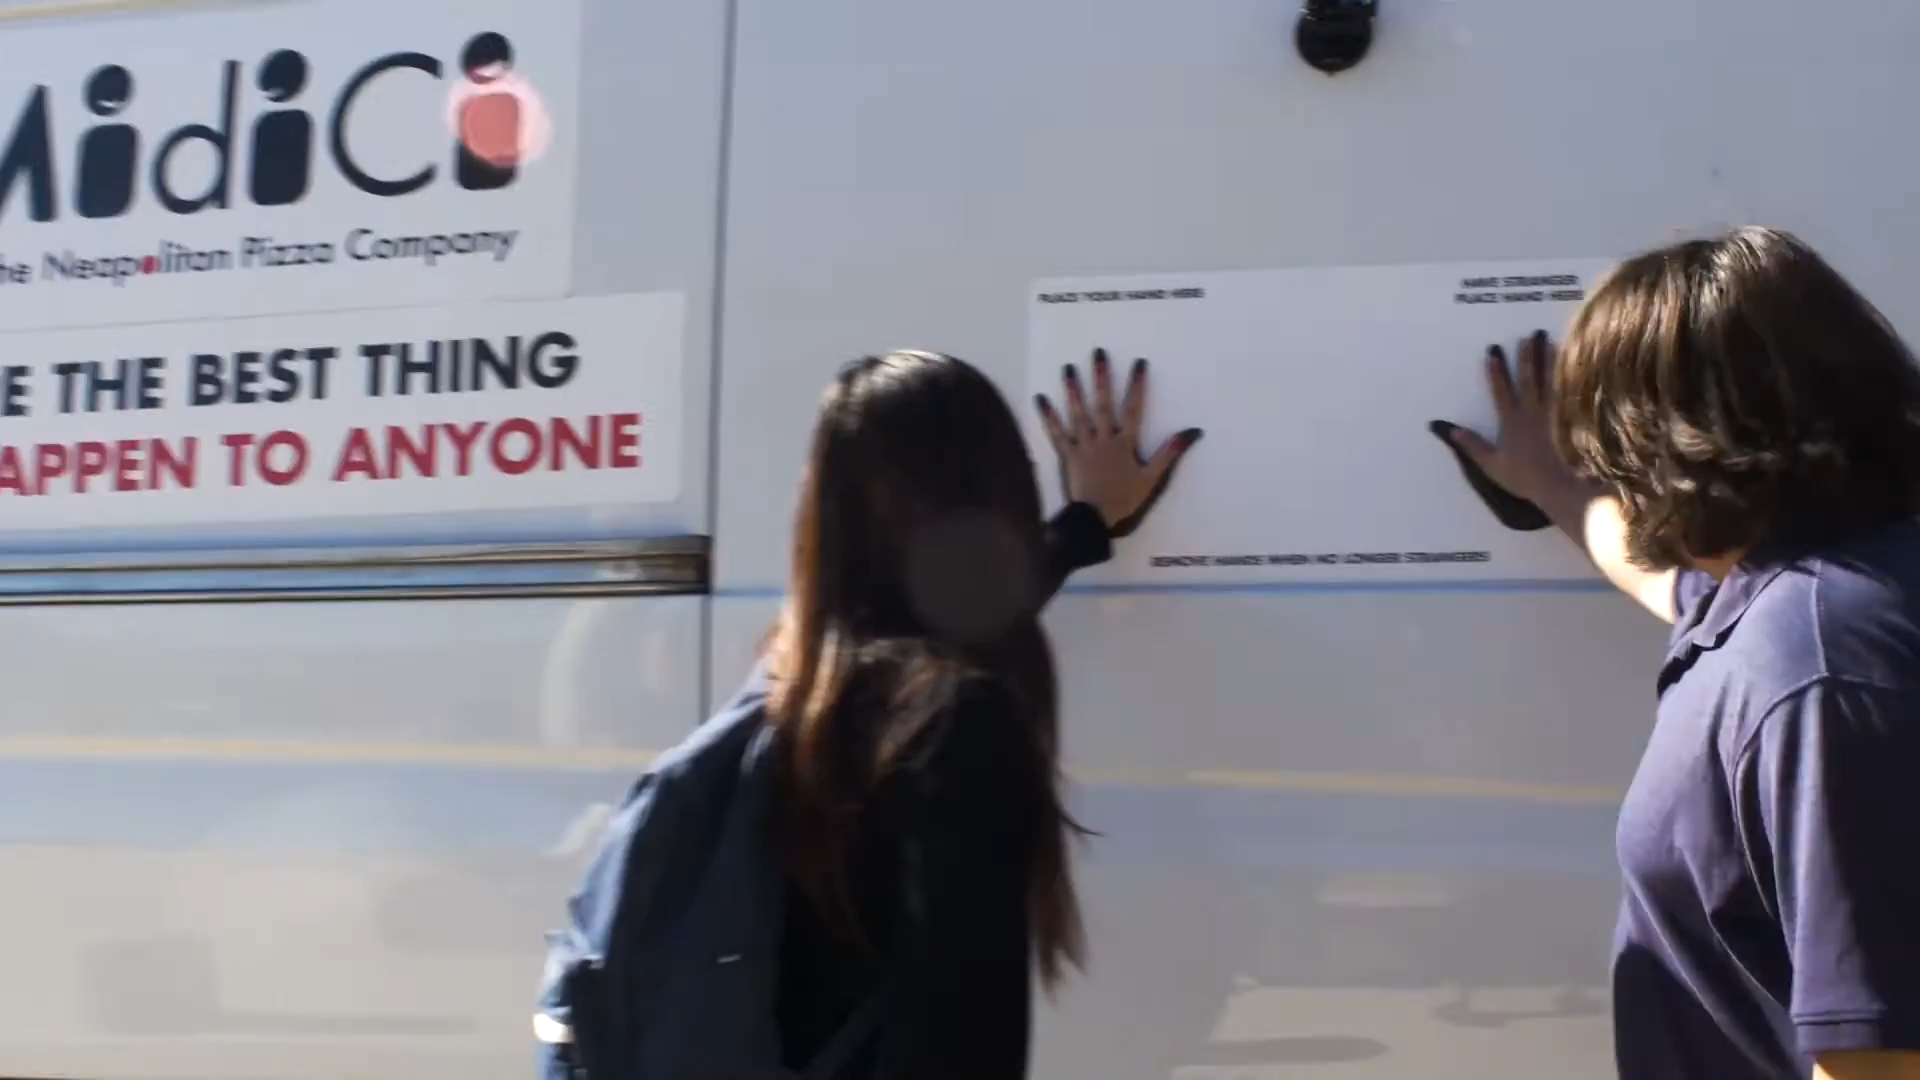 MidiCi
he Neapolitan Pizza Company
E THE BEST THING
APPEN TO ANYONE
PLACE YOUR HAND HERE
HAVE STRANGER
PLACE HAND HERE
REMOVE HANDS WHEN NO LONGER STRANGERS